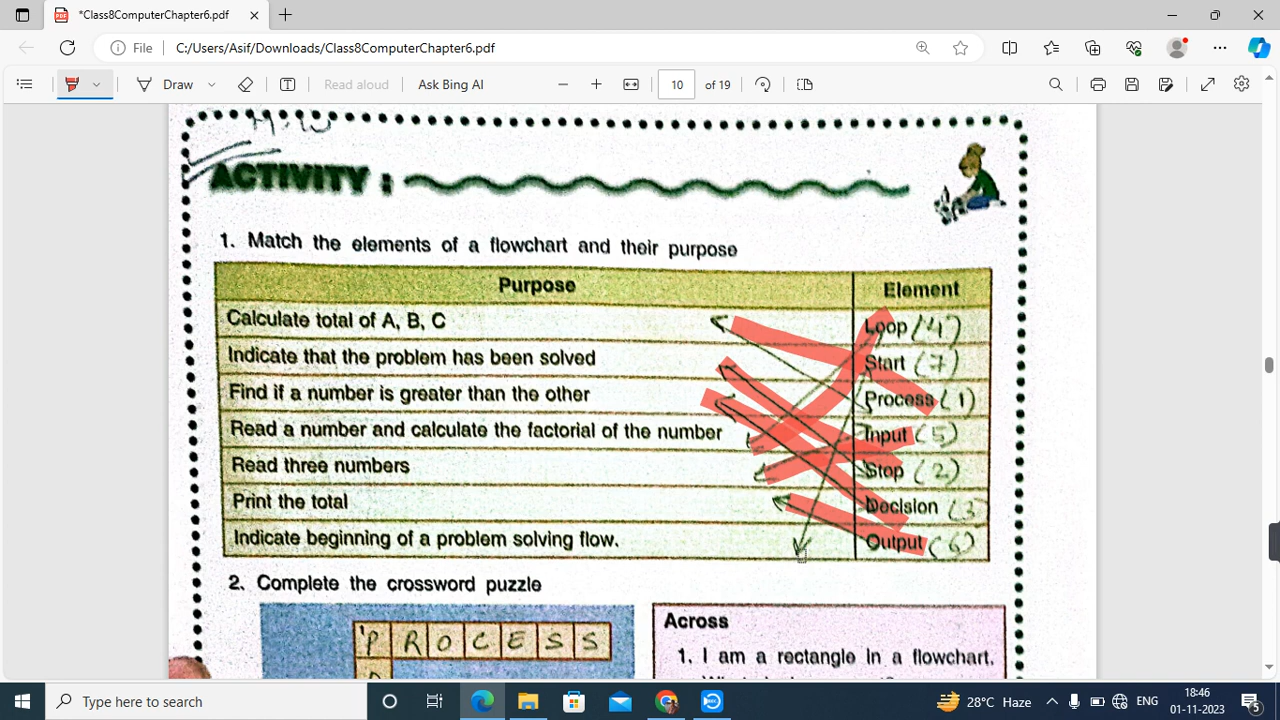 *Class8ComputerChapter6.pdf
File C:/Users/Asif/Downloads/Class8ComputerChapter6.pdf
Draw Read aloud Ask Bing AI 10 of 19
H.W
ACTIVITY :
1. Match the elements of a flowchart and their purpose
Purpose Element
Calculate total of A, B, C Loop (4)
Indicate that the problem has been solved Start (7)
Find if a number is greater than the other Process (1)
Read a number and calculate the factorial of the number Input (5)
Read three numbers Stop (2)
Print the total Decision (3
Indicate beginning of a problem solving flow. Output (6)
2. Complete the crossword puzzle
1 P R O C E S S
Across
1. I am a rectangle in a flowchart.
Type here to search
28°C Haze ENG 18:46
01-11-2023 5